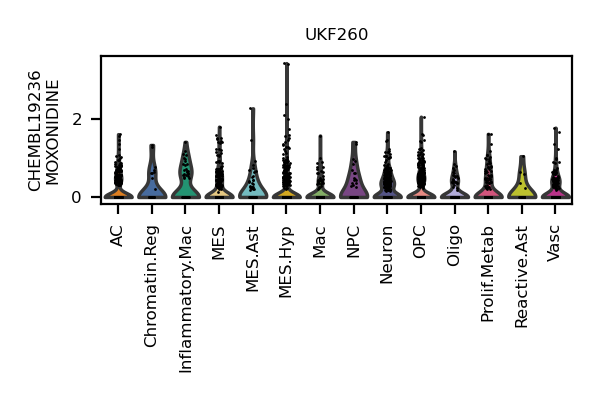 UKF260
CHEMBL19236
MOXONIDINE
2
0
AC
Chromatin.Reg
Inflammatory.Mac
MES
MES.Ast
MES.Hyp
Mac
NPC
Neuron
OPC
Oligo
Prolif.Metab
Reactive.Ast
Vasc